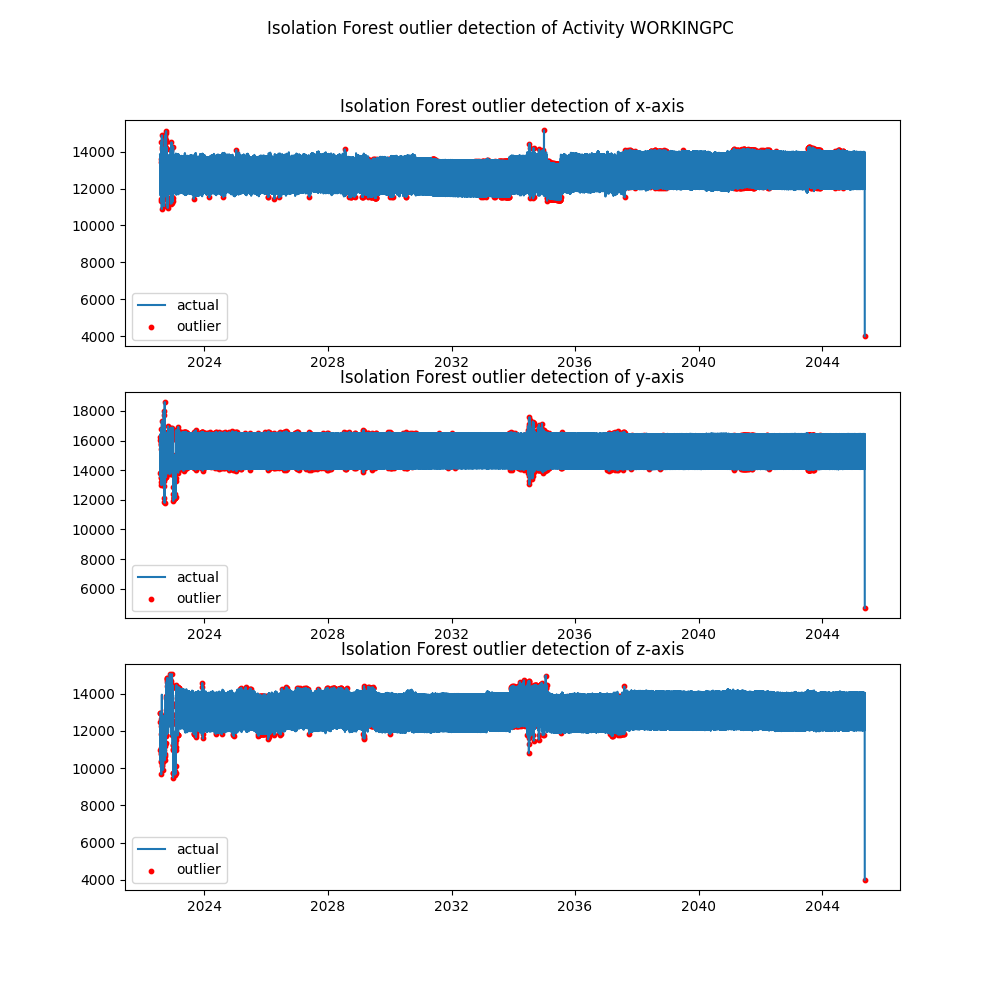 Isolation Forest outlier detection of Activity WORKINGPC
Isolation Forest outlier detection of x-axis
14000
12000
10000
8000
6000
4000
actual
outlier
2024 2028 2032 2036 2040 2044
Isolation Forest outlier detection of y-axis
18000
16000
14000
12000
10000
8000
6000
actual
outlier
2024 2028 2032 2036 2040 2044
Isolation Forest outlier detection of z-axis
14000
12000
10000
8000
6000
4000
actual
outlier
2024 2028 2032 2036 2040 2044